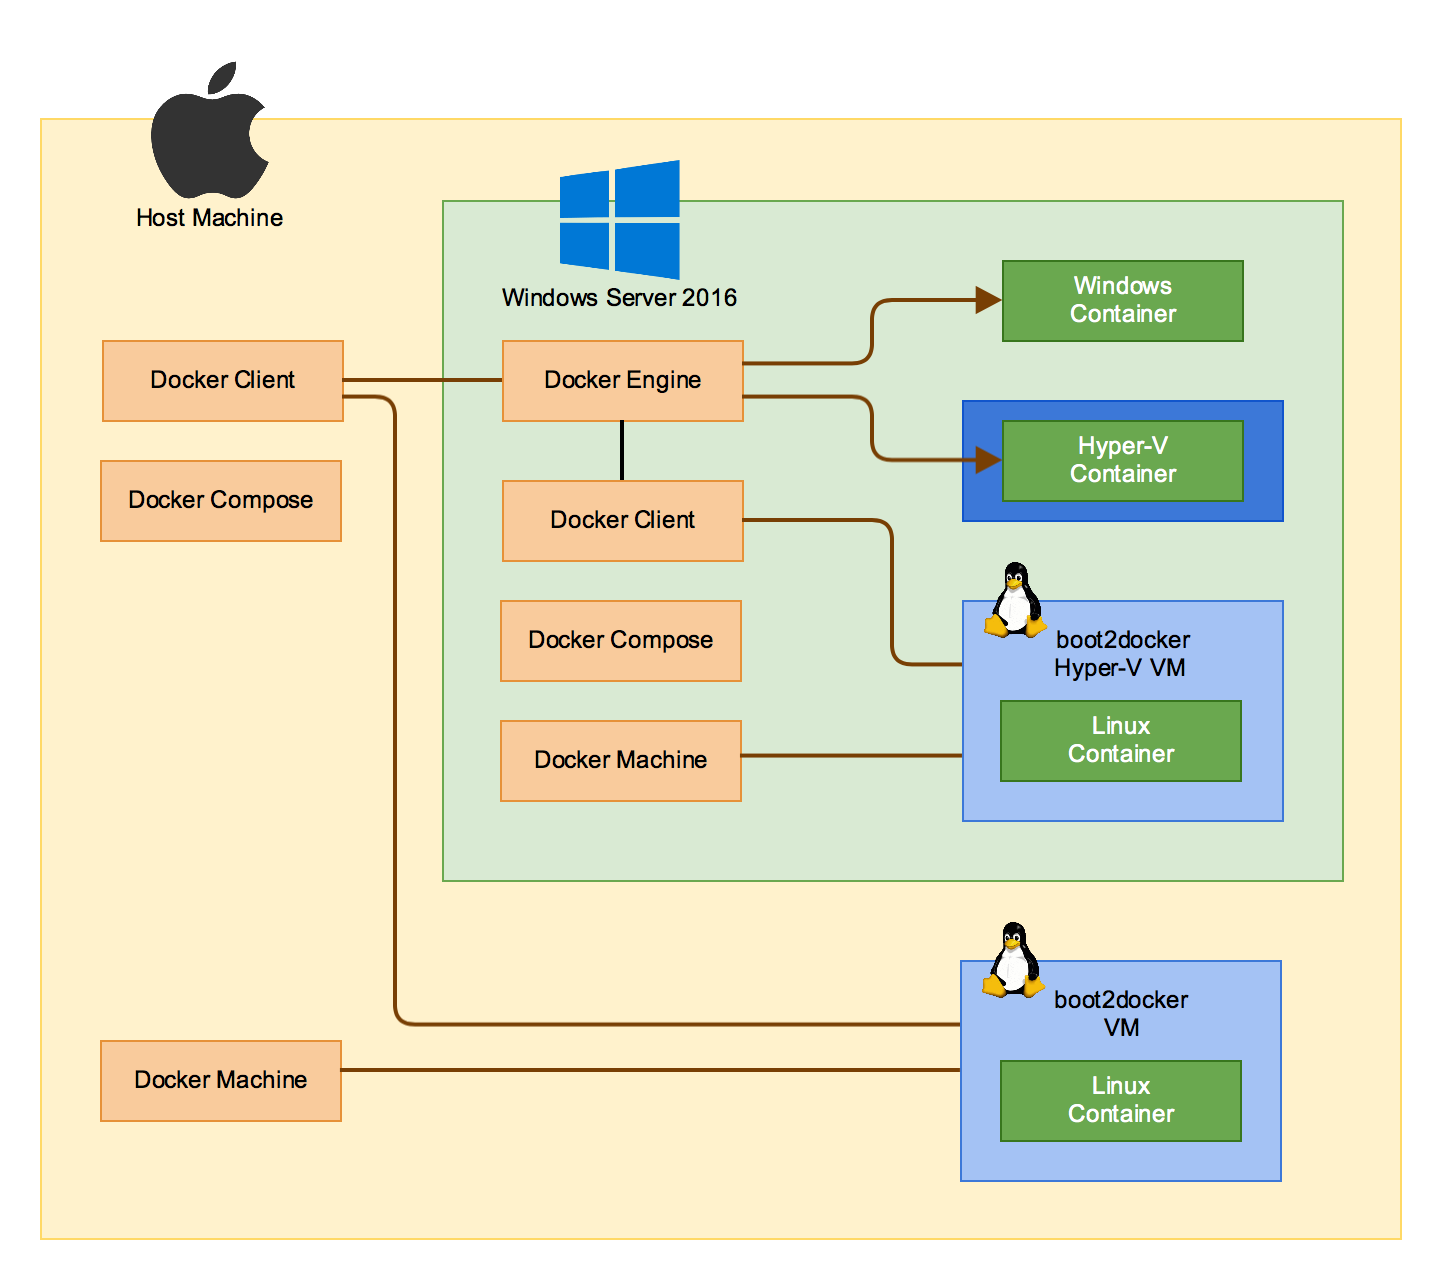 Host Machine
Windows Server 2016
Windows
Container
Docker Client
Docker Engine
Hyper-V
Container
Docker Compose
Docker Client
boot2docker
Hyper-V VM
Docker Compose
Linux
Container
Docker Machine
boot2docker
VM
Docker Machine
Linux
Container